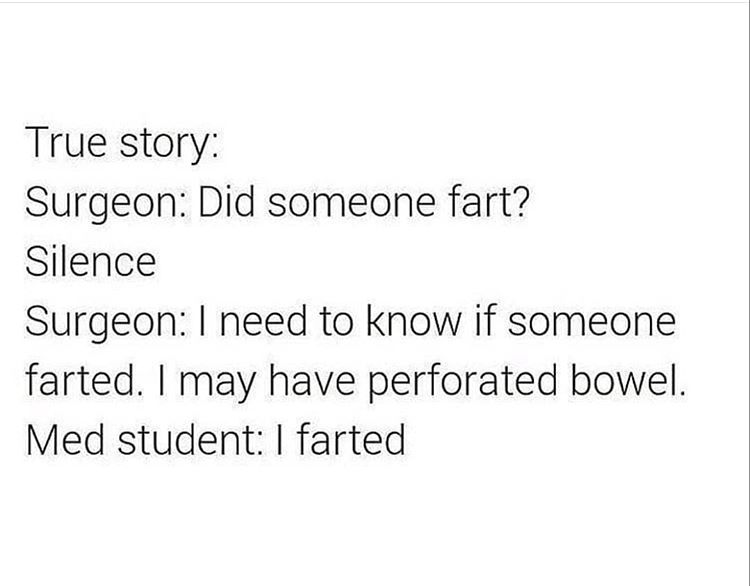 True story:
Surgeon: Did someone fart?
Silence
Surgeon: I need to know if someone
farted. I may have perforated bowel.
Med student: I farted